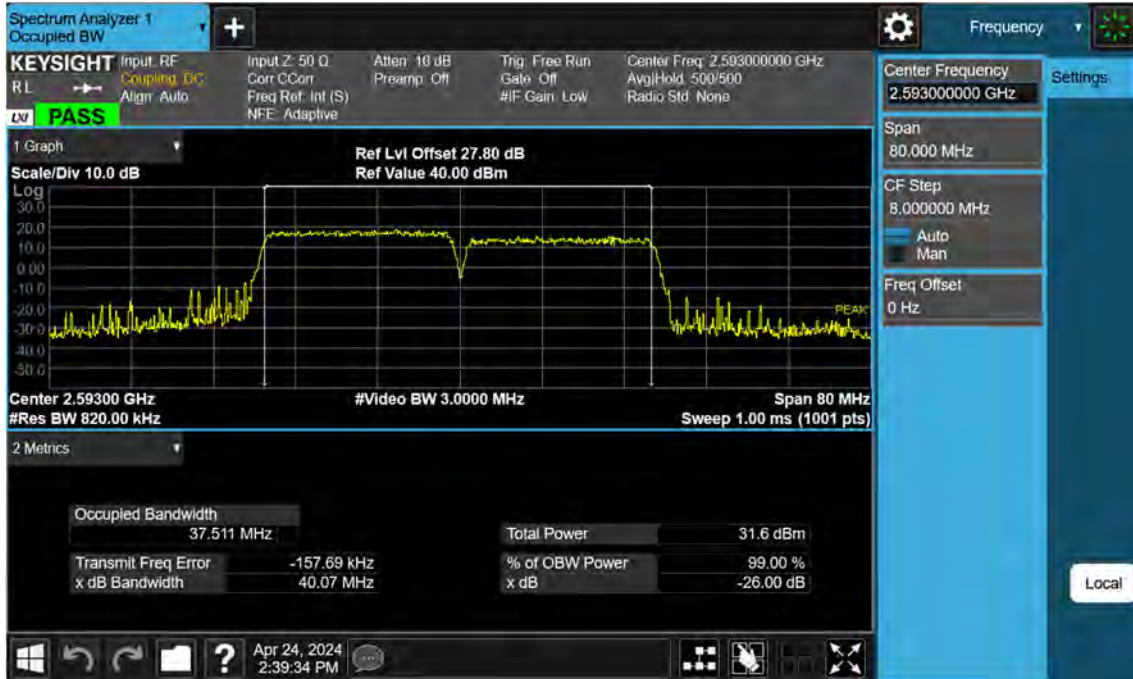 Spectrum Analyzer 1
Occupied BW
Frequency
KEYSIGHT
RL
LXI
PASS
Input: RF
Coupling: DC
Align: Auto
Input Z: 50 Ω
Corr CCorr
Freq Ref: Int (S)
NFE: Adaptive
Atten: 10 dB
Preamp: Off
Trig: Free Run
Gate: Off
#IF Gain: Low
Center Freq: 2.593000000 GHz
Avg|Hold: 500/500
Radio Std: None
Center Frequency
2.593000000 GHz
Settings
Span
80.000 MHz
CF Step
8.000000 MHz
Auto
Man
Freq Offset
0 Hz
1 Graph
Scale/Div 10.0 dB
Ref Lvl Offset 27.80 dB
Ref Value 40.00 dBm
Log
30.0
20.0
10.0
0.00
-10.0
-20.0
-30.0
-40.0
-50.0
PEAK
Center 2.59300 GHz
#Video BW 3.0000 MHz
Span 80 MHz
#Res BW 820.00 kHz
Sweep 1.00 ms (1001 pts)
2 Metrics
Occupied Bandwidth
37.511 MHz
Total Power 31.6 dBm
Transmit Freq Error -157.69 kHz
% of OBW Power 99.00 %
x dB Bandwidth 40.07 MHz
x dB -26.00 dB
Local
?
Apr 24, 2024
2:39:34 PM